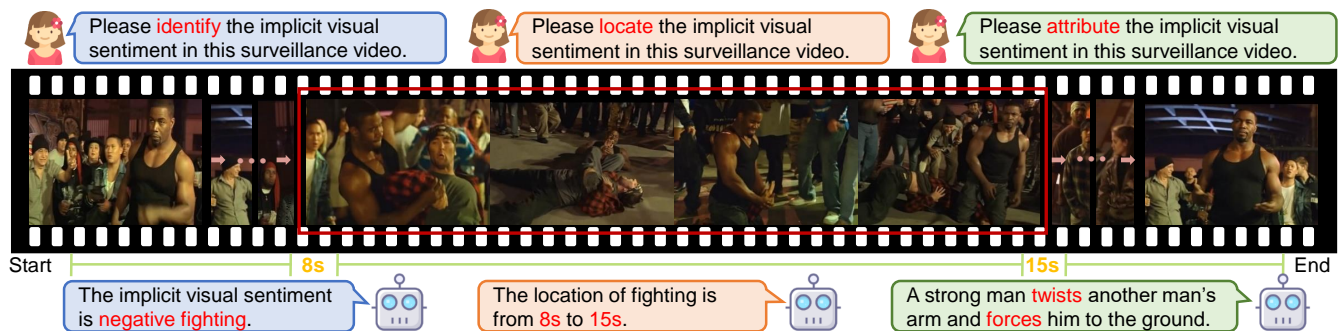 Please identify the implicit visual
sentiment in this surveillance video.
Please locate the implicit visual
sentiment in this surveillance video.
Please attribute the implicit visual
sentiment in this surveillance video.
Start
8s
15s
End
The implicit visual sentiment
is negative fighting.
The location of fighting is
from 8s to 15s.
A strong man twists another man's
arm and forces him to the ground.